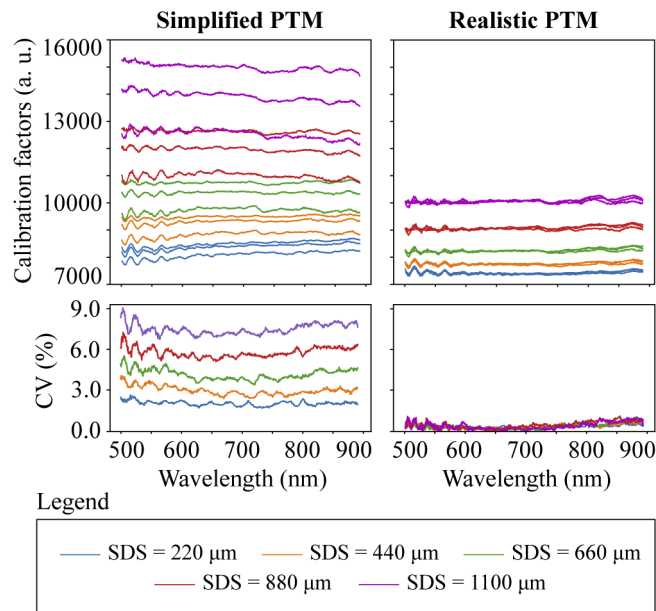 Simplified PTM
Realistic PTM
Calibration factors (a. u.)
16000
13000
10000
7000
CV (%)
9.0
6.0
3.0
0.0
500 600 700 800 900
500 600 700 800 900
Wavelength (nm)
Wavelength (nm)
Legend
SDS = 220 μm
SDS = 440 μm
SDS = 660 μm
SDS = 880 μm
SDS = 1100 μm